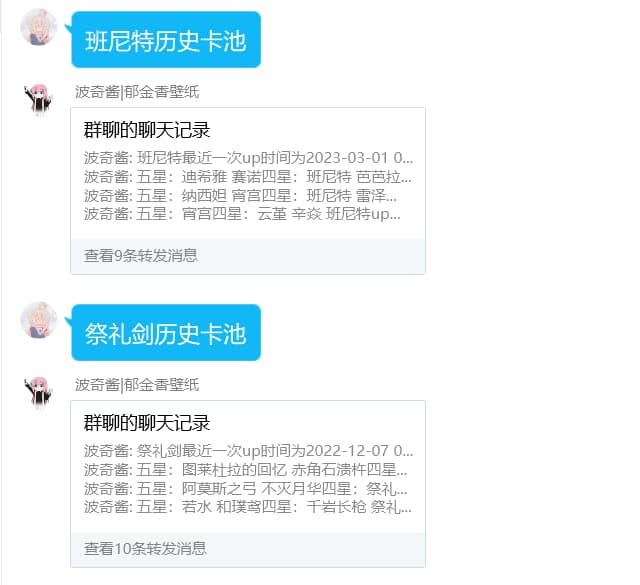 班尼特历史卡池
波奇酱|郁金香壁纸
群聊的聊天记录
波奇酱: 班尼特最近一次up时间为2023-03-01 0...
波奇酱: 五星：迪希雅 赛诺四星：班尼特 芭芭拉...
波奇酱: 五星：纳西妲 宵宫四星：班尼特 雷泽...
波奇酱: 五星：宵宫四星：云堇 辛焱 班尼特up...
查看9条转发消息
祭礼剑历史卡池
波奇酱|郁金香壁纸
群聊的聊天记录
波奇酱: 祭礼剑最近一次up时间为2022-12-07 0...
波奇酱: 五星：图莱杜拉的回忆 赤角石溃杵四星...
波奇酱: 五星：阿莫斯之弓 不灭月华四星：祭礼...
波奇酱: 五星：若水 和璞鸢四星：千岩长枪 祭礼...
查看10条转发消息